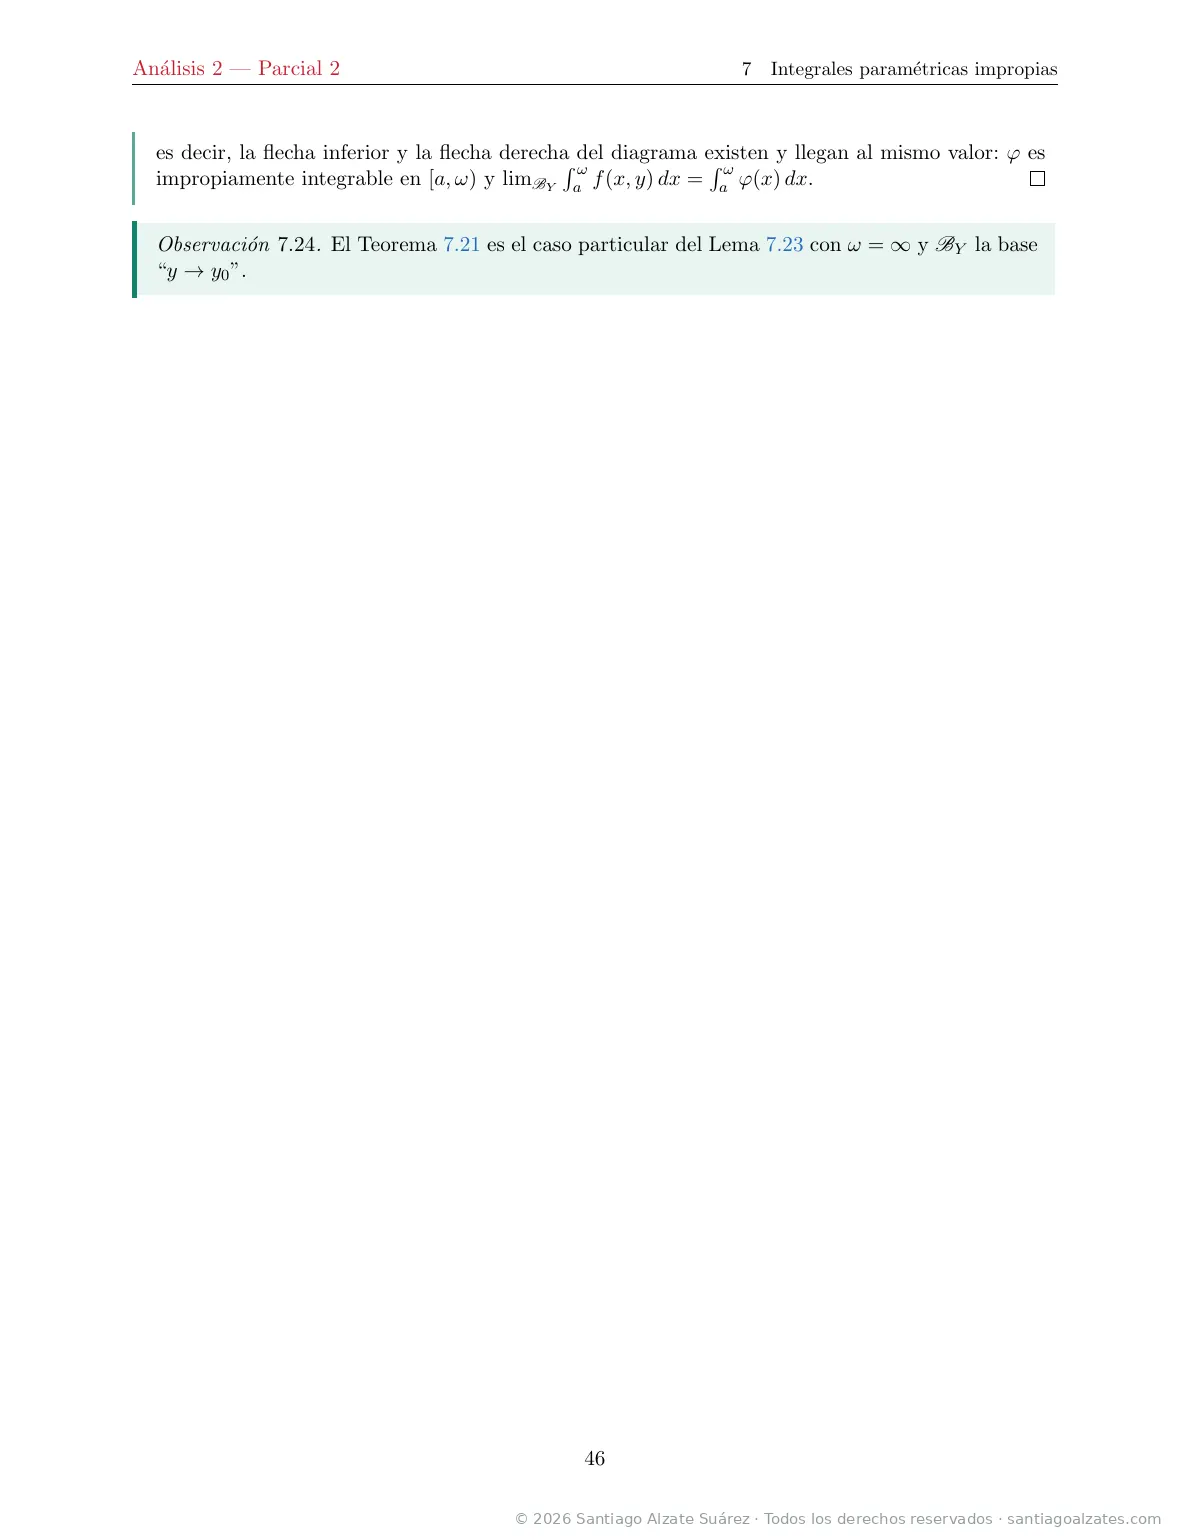 Análisis 2 — Parcial 2
7 Integrales paramétricas impropias
es decir, la flecha inferior y la flecha derecha del diagrama existen y llegan al mismo valor: φ es
impropiamente integrable en [a, ω) y lim_{ℬ_Y} ∫_a^ω f(x, y) dx = ∫_a^ω φ(x) dx. □
Observación 7.24. El Teorema 7.21 es el caso particular del Lema 7.23 con ω = ∞ y ℬ_Y la base
“y → y₀”.
46
© 2026 Santiago Alzate Suárez · Todos los derechos reservados · santiagoalzates.com